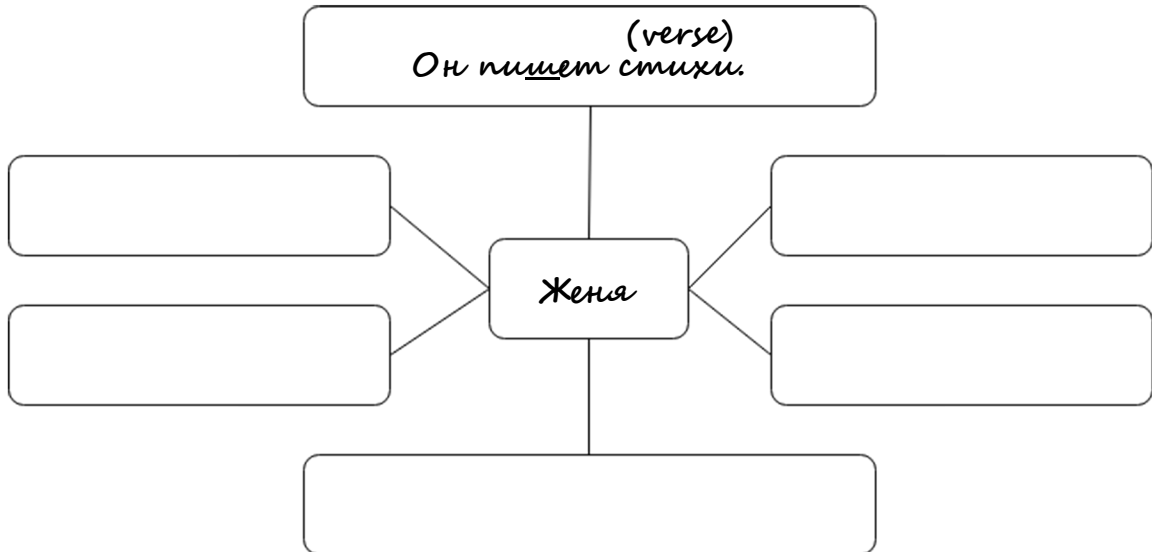 (verse)
Он пишет стихи.
Женя